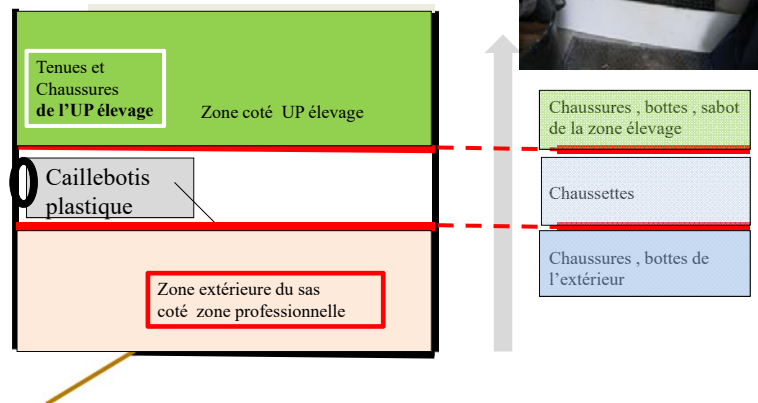 Tenues et
Chaussures
de l'UP élevage
Zone coté UP élevage
Caillebotis
plastique
Zone extérieure du sas
coté zone professionnelle
Chaussures , bottes , sabot
de la zone élevage
Chaussettes
Chaussures , bottes de
l'extérieur